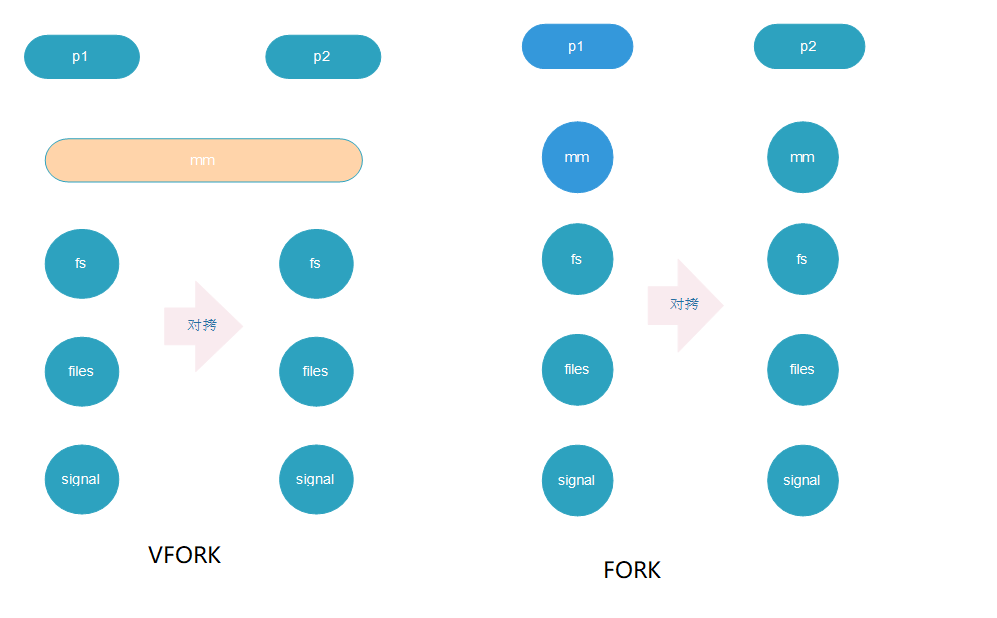 p1
p2
mm
fs
fs
对拷
files
files
signal
signal
VFORK
p1
p2
mm
mm
fs
fs
对拷
files
files
signal
signal
FORK